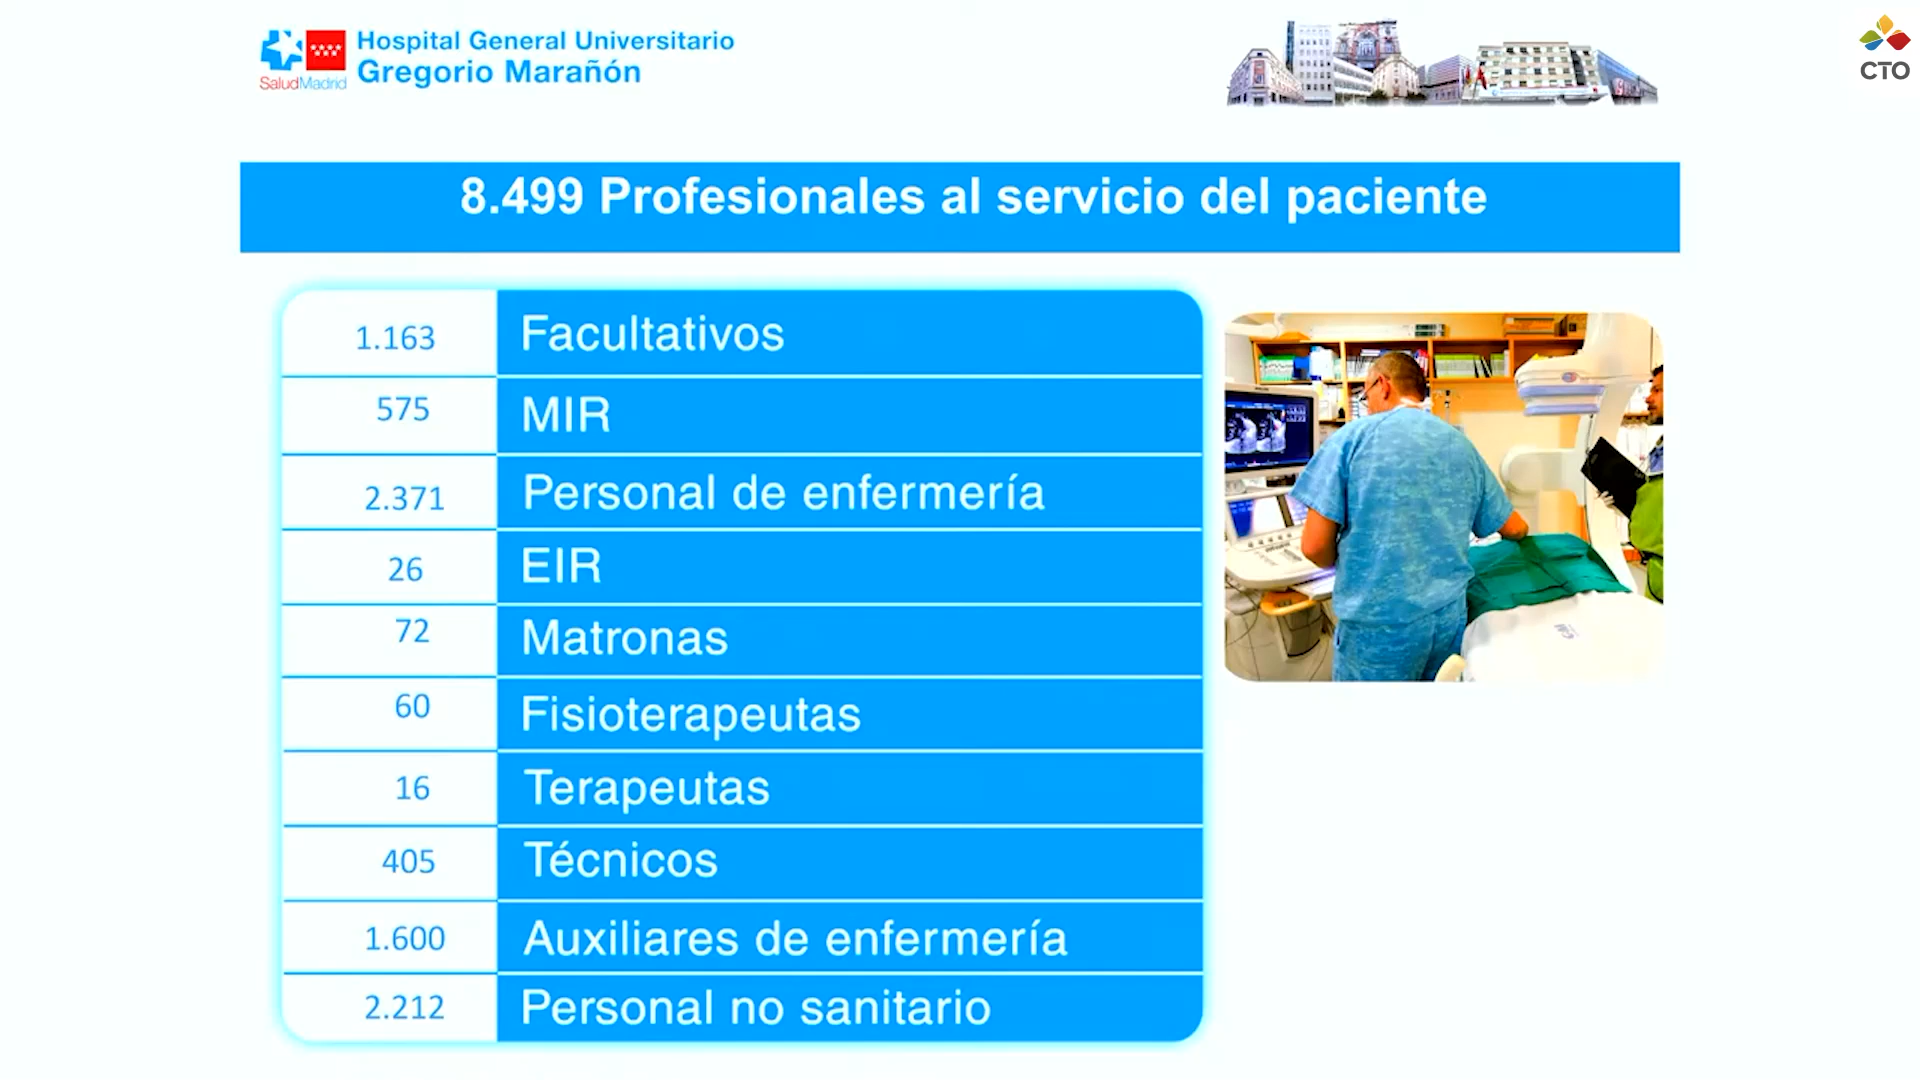 Hospital General Universitario
Gregorio Marañón
SaludMadrid
CTO
8.499 Profesionales al servicio del paciente
1.163 Facultativos
575 MIR
2.371 Personal de enfermería
26 EIR
72 Matronas
60 Fisioterapeutas
16 Terapeutas
405 Técnicos
1.600 Auxiliares de enfermería
2.212 Personal no sanitario